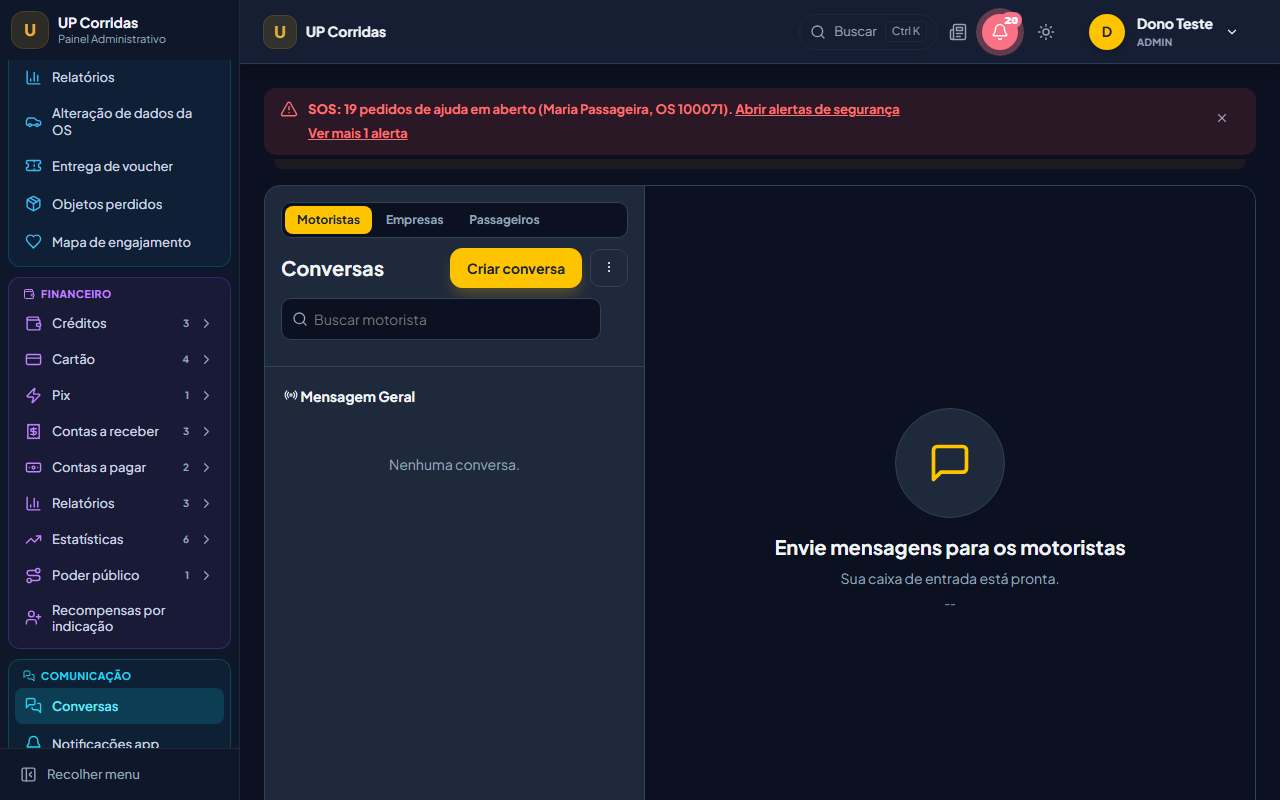 U
UP Corridas
Painel Administrativo
Relatórios
Alteração de dados da
OS
Entrega de voucher
Objetos perdidos
Mapa de engajamento
FINANCEIRO
Créditos 3
Cartão 4
Pix 1
Contas a receber 3
Contas a pagar 2
Relatórios 3
Estatísticas 6
Poder público 1
Recompensas por
indicação
COMUNICAÇÃO
Conversas
Notificações app
Recolher menu
U UP Corridas
Buscar Ctrl K
20
D
Dono Teste
ADMIN
SOS: 19 pedidos de ajuda em aberto (Maria Passageira, OS 100071). Abrir alertas de segurança
Ver mais 1 alerta
Motoristas Empresas Passageiros
Conversas Criar conversa
Buscar motorista
Mensagem Geral
Nenhuma conversa.
Envie mensagens para os motoristas
Sua caixa de entrada está pronta.
--